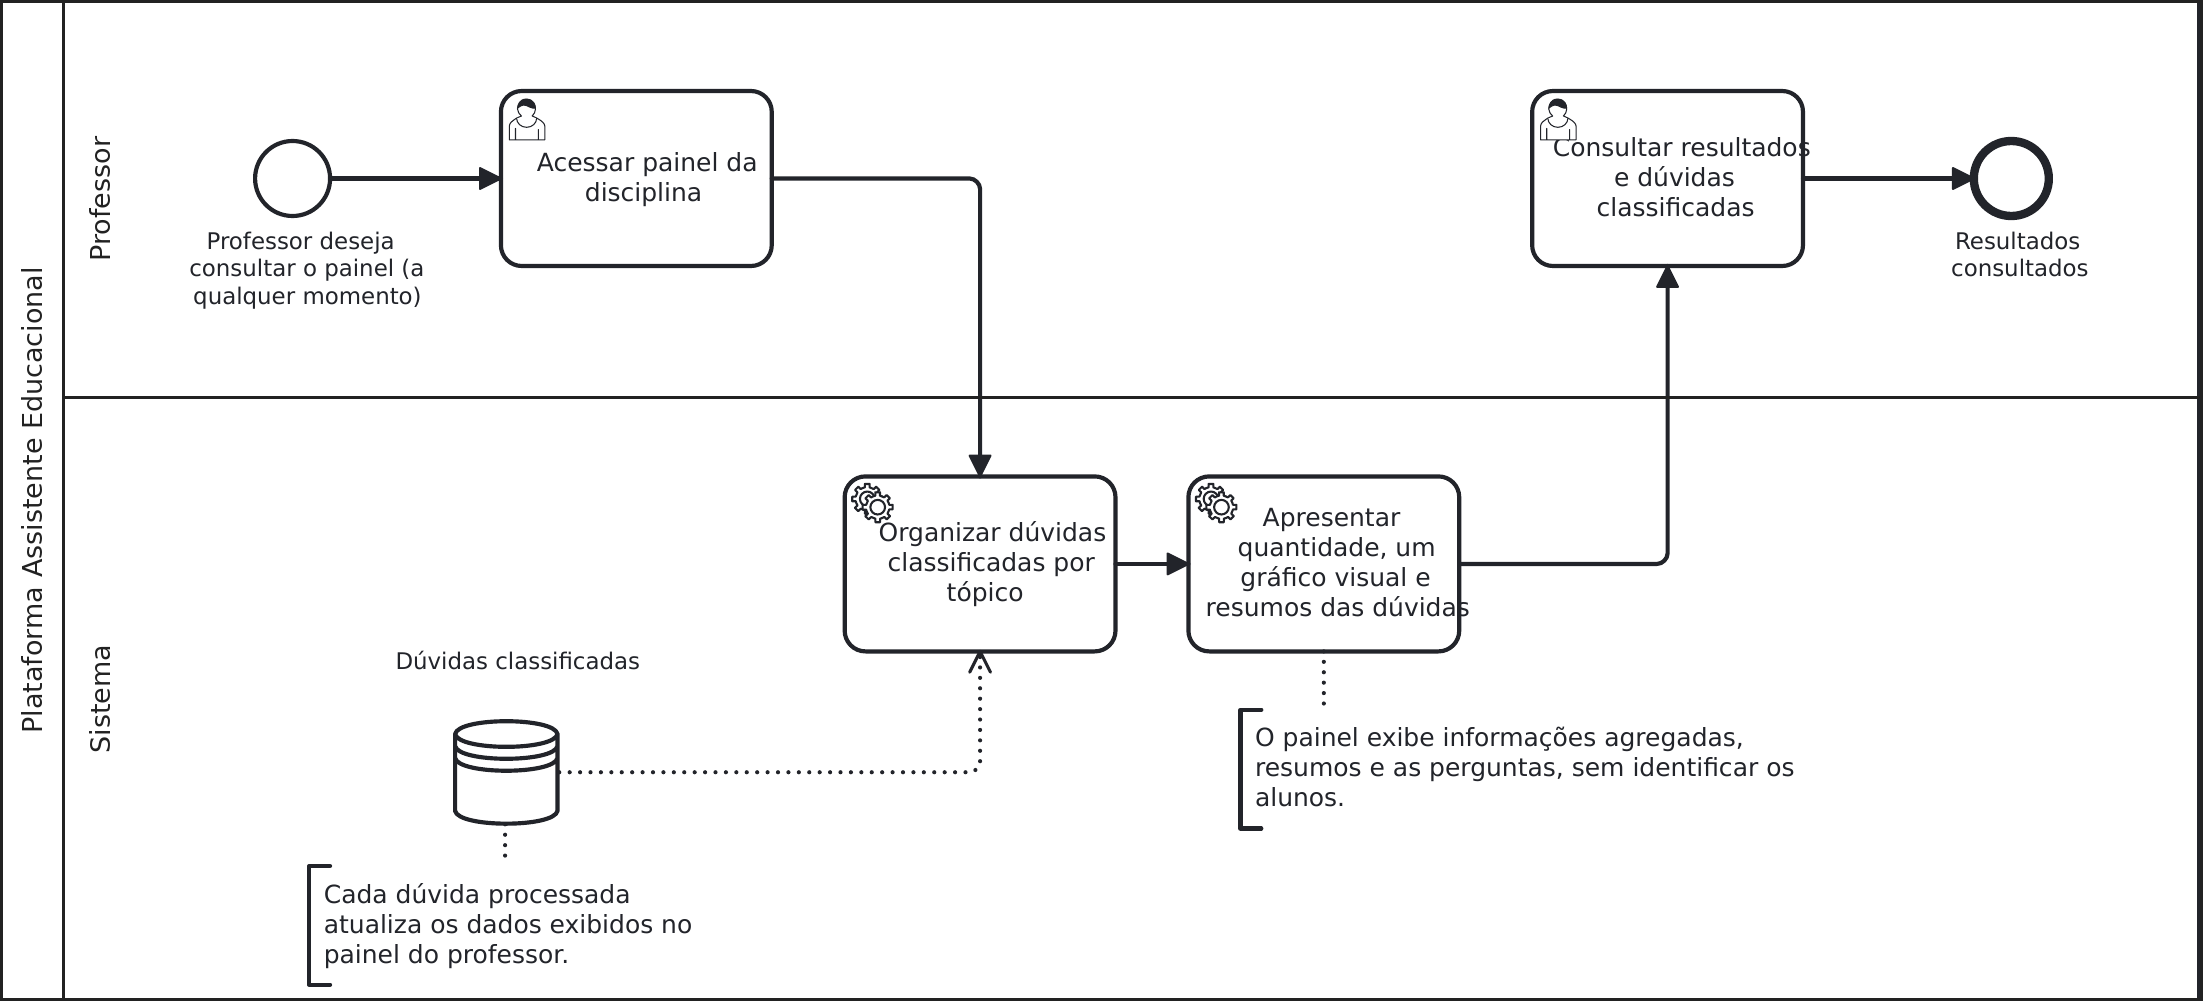 Plataforma Assistente Educacional
Professor
Professor deseja
consultar o painel (a
qualquer momento)
Acessar painel da
disciplina
Consultar resultados
e dúvidas
classificadas
Resultados
consultados
Sistema
Organizar dúvidas
classificadas por
tópico
Apresentar
quantidade, um
gráfico visual e
resumos das dúvidas
Dúvidas classificadas
O painel exibe informações agregadas,
resumos e as perguntas, sem identificar os
alunos.
Cada dúvida processada
atualiza os dados exibidos no
painel do professor.